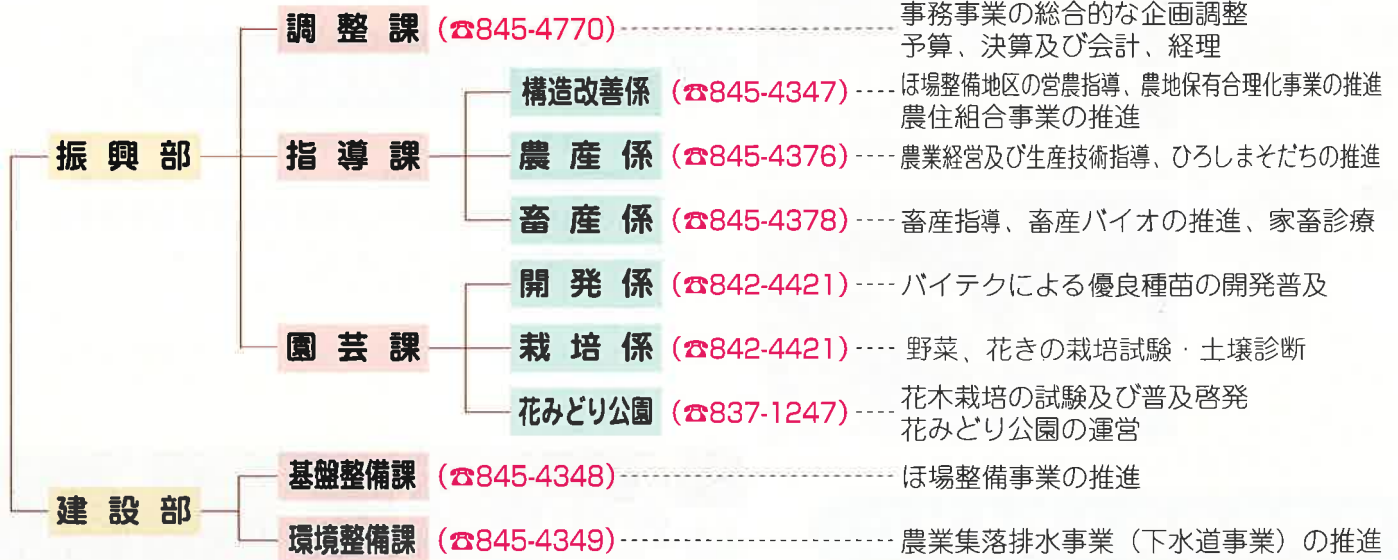 振興部
調整課 (☎845-4770)
事務事業の総合的な企画調整
予算、決算及び会計、経理
指導課
構造改善係 (☎845-4347)
ほ場整備地区の営農指導、農地保有合理化事業の推進
農住組合事業の推進
農産係 (☎845-4376)
農業経営及び生産技術指導、ひろしまそだちの推進
畜産係 (☎845-4378)
畜産指導、畜産バイオの推進、家畜診療
園芸課
開発係 (☎842-4421)
バイテクによる優良種苗の開発普及
栽培係 (☎842-4421)
野菜、花きの栽培試験・土壌診断
花みどり公園 (☎837-1247)
花木栽培の試験及び普及啓発
花みどり公園の運営
建設部
基盤整備課 (☎845-4348)
ほ場整備事業の推進
環境整備課 (☎845-4349)
農業集落排水事業（下水道事業）の推進